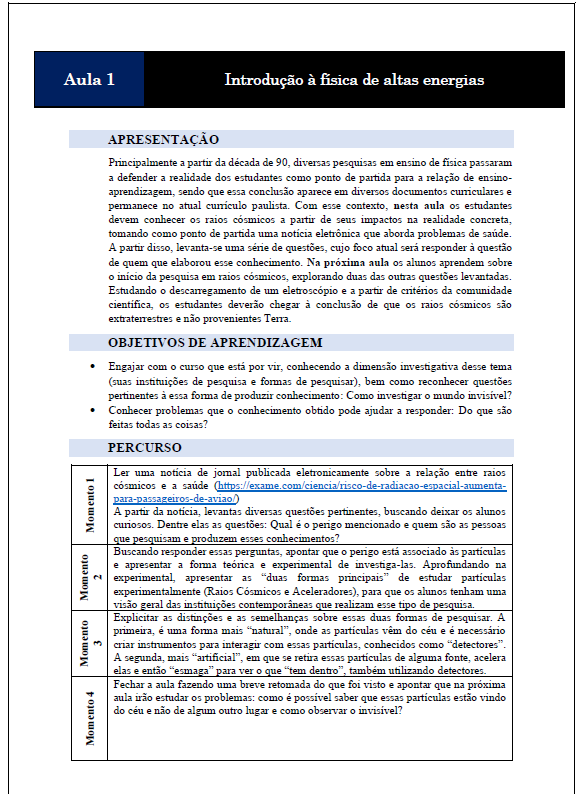 Aula 1
Introdução à física de altas energias
APRESENTAÇÃO
Principalmente a partir da década de 90, diversas pesquisas em ensino de física passaram
a defender a realidade dos estudantes como ponto de partida para a relação de ensino-
aprendizagem, sendo que essa conclusão aparece em diversos documentos curriculares e
permanece no atual currículo paulista. Com esse contexto, nesta aula os estudantes
devem conhecer os raios cósmicos a partir de seus impactos na realidade concreta,
tomando como ponto de partida uma notícia eletrônica que aborda problemas de saúde.
A partir disso, levanta-se uma série de questões, cujo foco atual será responder à questão
de quem que elaborou esse conhecimento. Na próxima aula os alunos aprendem sobre
o início da pesquisa em raios cósmicos, explorando duas das outras questões levantadas.
Estudando o descarregamento de um eletroscópio e a partir de critérios da comunidade
científica, os estudantes deverão chegar à conclusão de que os raios cósmicos são
extraterrestres e não provenientes Terra.
OBJETIVOS DE APRENDIZAGEM
• Engajar com o curso que está por vir, conhecendo a dimensão investigativa desse tema
(suas instituições de pesquisa e formas de pesquisar), bem como reconhecer questões
pertinentes à essa forma de produzir conhecimento: Como investigar o mundo invisível?
• Conhecer problemas que o conhecimento obtido pode ajudar a responder: Do que são
feitas todas as coisas?
PERCURSO
Momento 1
Ler uma notícia de jornal publicada eletronicamente sobre a relação entre raios
cósmicos e a saúde (https://exame.com/ciencia/risco-de-radiacao-espacial-aumenta-
para-passageiros-de-aviao/)
A partir da notícia, levantas diversas questões pertinentes, buscando deixar os alunos
curiosos. Dentre elas as questões: Qual é o perigo mencionado e quem são as pessoas
que pesquisam e produzem esses conhecimentos?
Momento
2
Buscando responder essas perguntas, apontar que o perigo está associado às partículas
e apresentar a forma teórica e experimental de investiga-las. Aprofundando na
experimental, apresentar as “duas formas principais” de estudar partículas
experimentalmente (Raios Cósmicos e Aceleradores), para que os alunos tenham uma
visão geral das instituições contemporâneas que realizam esse tipo de pesquisa.
Momento
3
Explicitar as distinções e as semelhanças sobre essas duas formas de pesquisar. A
primeira, é uma forma mais “natural”, onde as partículas vêm do céu e é necessário
criar instrumentos para interagir com essas partículas, conhecidos como “detectores”.
A segunda, mais “artificial”, em que se retira essas partículas de alguma fonte, acelera
elas e então “esmaga” para ver o que “tem dentro”, também utilizando detectores.
Momento 4
Fechar a aula fazendo uma breve retomada do que foi visto e apontar que na próxima
aula irão estudar os problemas: como é possível saber que essas partículas estão vindo
do céu e não de algum outro lugar e como observar o invisível?